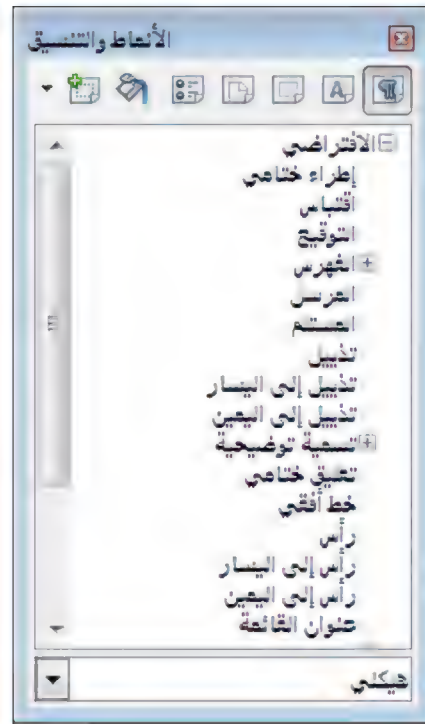 الأنماط والتنسيق
الافتراضي
إطراء ختامي
اقتباس
التوقيع
الفهرس
المرسل
المستلم
تذييل
تذييل إلى اليسار
تذييل إلى اليمين
تسمية توضيحية
تعليق ختامي
خط أفقي
رأس
رأس إلى اليسار
رأس إلى اليمين
عنوان القائمة
هيكلي